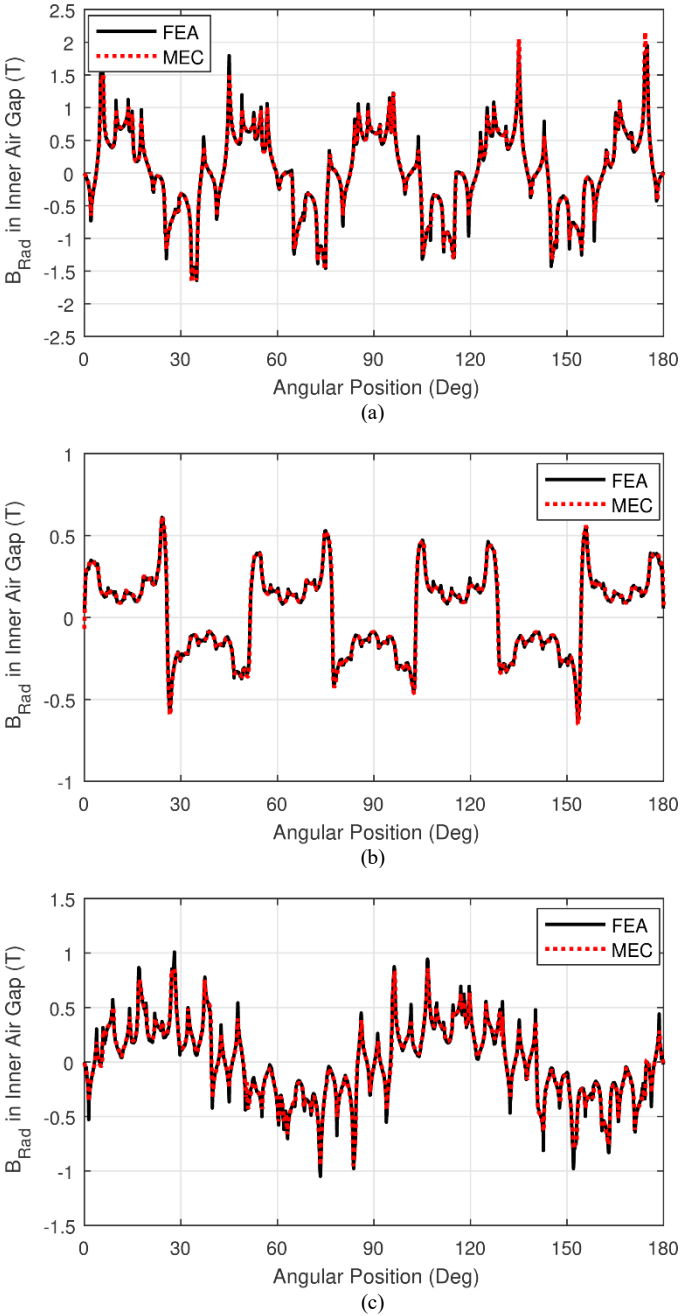 B_Rad in Inner Air Gap (T)
2.5
2
1.5
1
0.5
0
-0.5
-1
-1.5
-2
-2.5
FEA
MEC
0 30 60 90 120 150 180
Angular Position (Deg)
(a)
B_Rad in Inner Air Gap (T)
1
0.5
0
-0.5
-1
FEA
MEC
0 30 60 90 120 150 180
Angular Position (Deg)
(b)
B_Rad in Inner Air Gap (T)
1.5
1
0.5
0
-0.5
-1
-1.5
FEA
MEC
0 30 60 90 120 150 180
Angular Position (Deg)
(c)